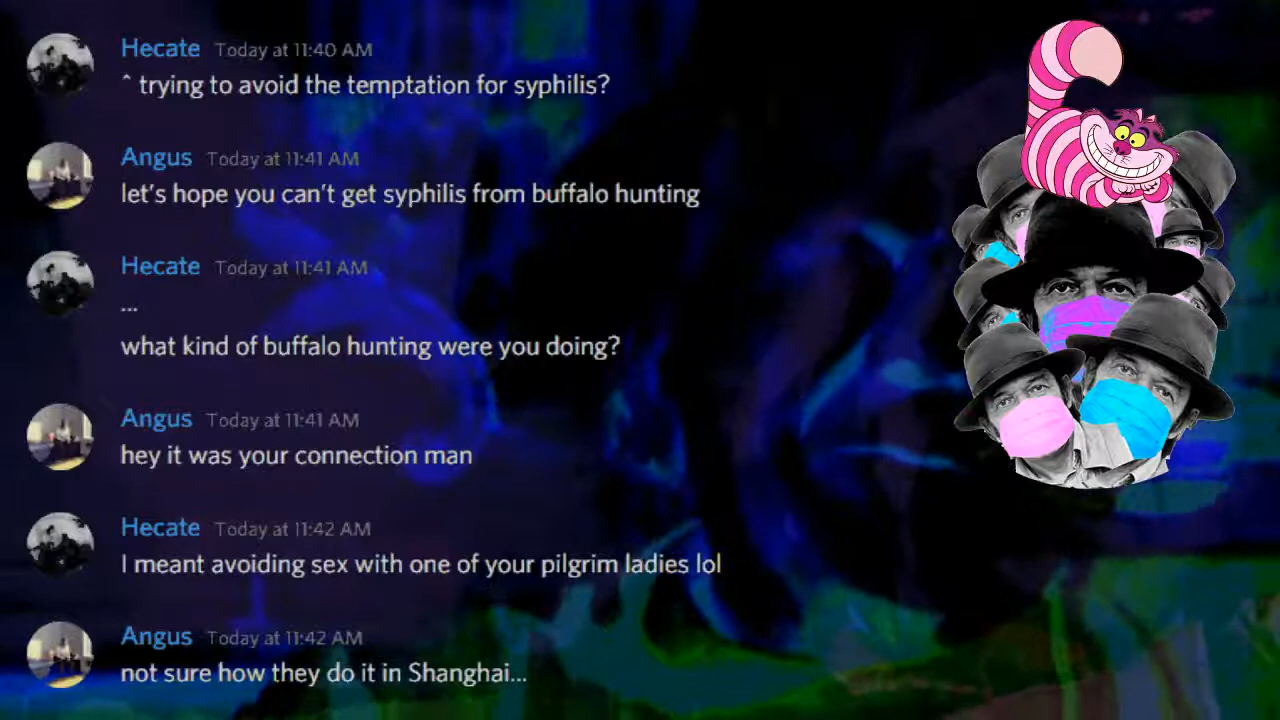 Hecate Today at 11:40 AM
^ trying to avoid the temptation for syphilis?
Angus Today at 11:41 AM
let's hope you can't get syphilis from buffalo hunting
Hecate Today at 11:41 AM
...
what kind of buffalo hunting were you doing?
Angus Today at 11:41 AM
hey it was your connection man
Hecate Today at 11:42 AM
I meant avoiding sex with one of your pilgrim ladies lol
Angus Today at 11:42 AM
not sure how they do it in Shanghai...